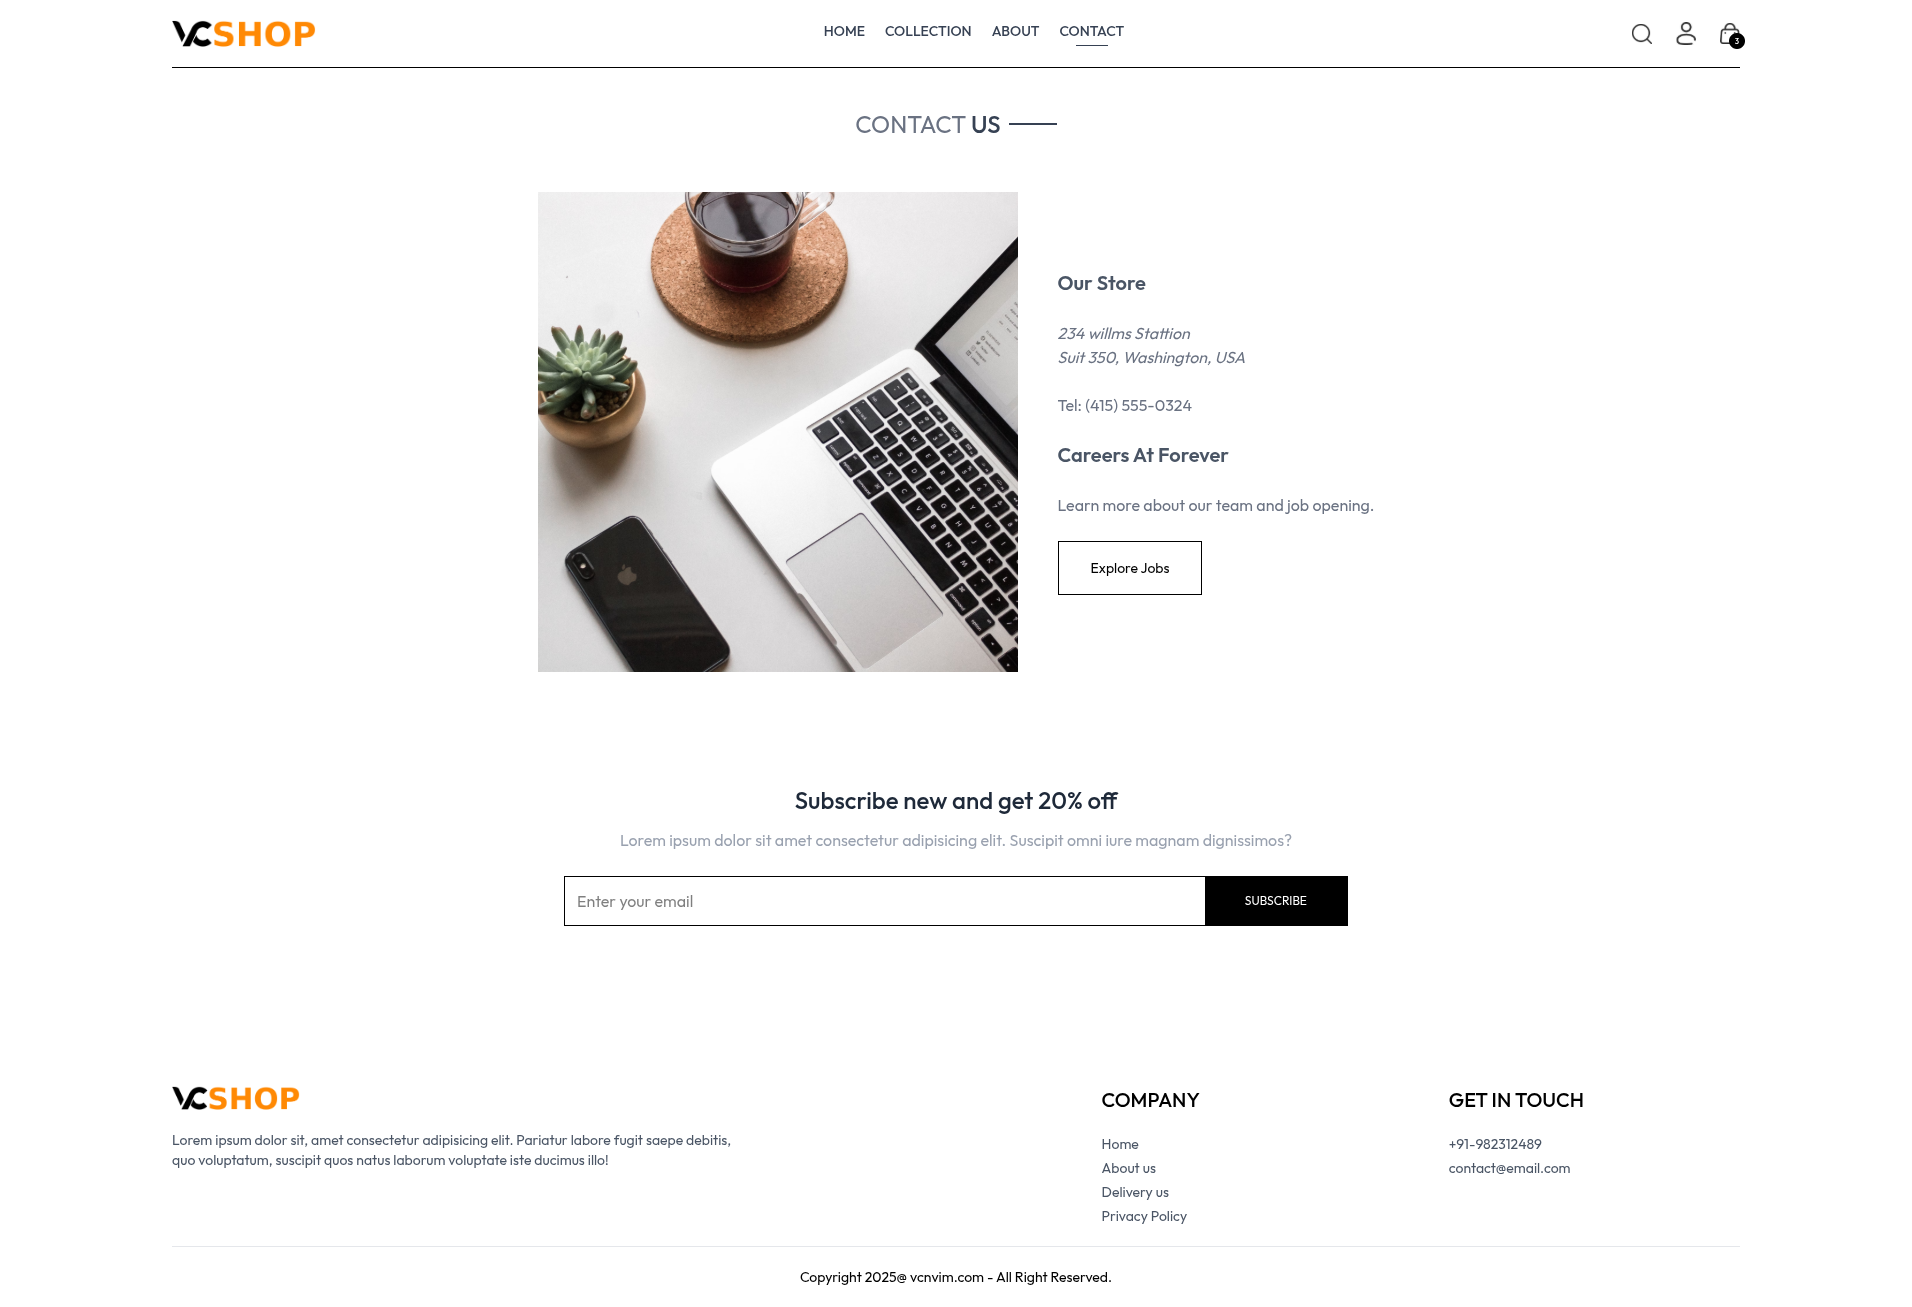 VCSHOP
HOME
COLLECTION
ABOUT
CONTACT
3
CONTACT US
Our Store
234 willms Stattion
Suit 350, Washington, USA
Tel: (415) 555-0324
Careers At Forever
Learn more about our team and job opening.
Explore Jobs
Subscribe new and get 20% off
Lorem ipsum dolor sit amet consectetur adipisicing elit. Suscipit omni iure magnam dignissimos?
Enter your email
SUBSCRIBE
VCSHOP
Lorem ipsum dolor sit, amet consectetur adipisicing elit. Pariatur labore fugit saepe debitis,
quo voluptatum, suscipit quos natus laborum voluptate iste ducimus illo!
COMPANY
Home
About us
Delivery us
Privacy Policy
GET IN TOUCH
+91-982312489
contact@email.com
Copyright 2025@ vcnvim.com - All Right Reserved.